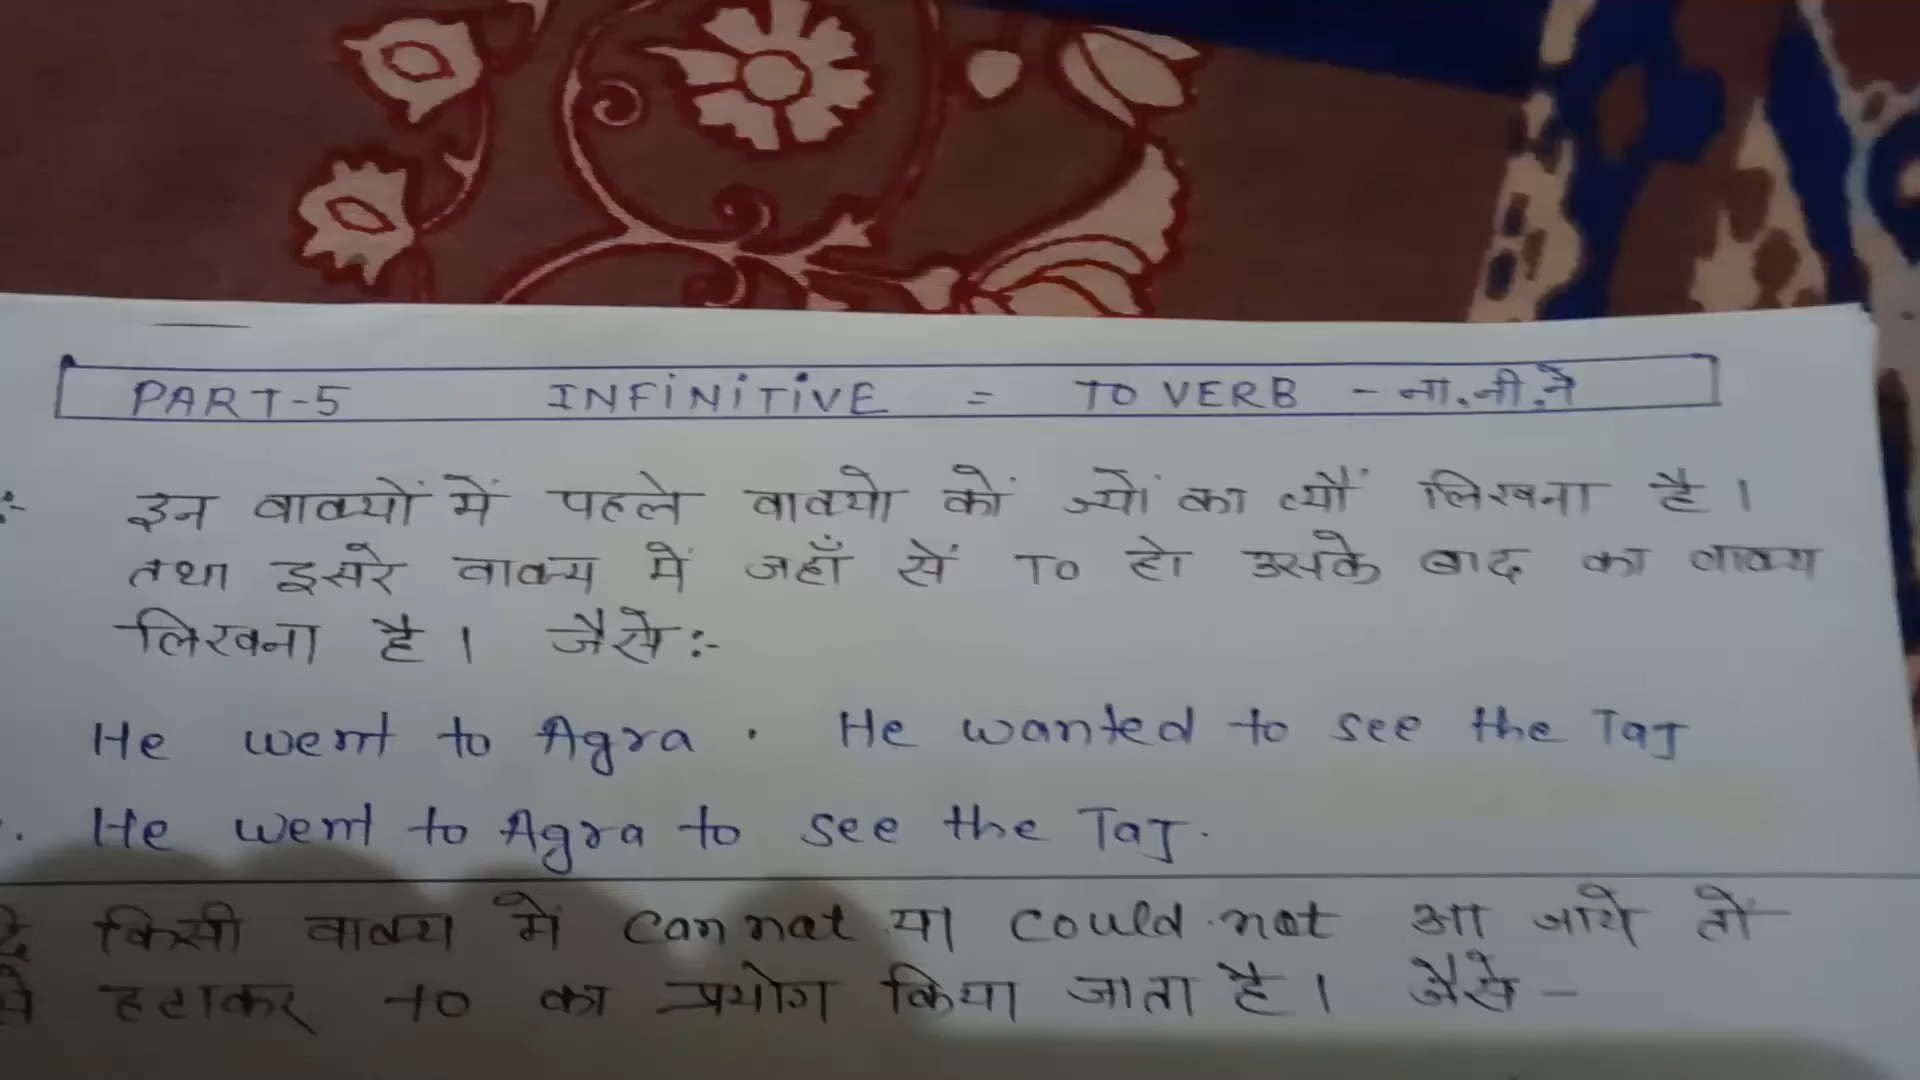 PART-5 INFINITIVE = TO VERB - ना.नी.ने
:- इन वाक्यों में पहले वाक्यो कों ज्यों का त्यौं लिखना है।
तथा दूसरे वाक्य में जहाँ सें TO हो उसके बाद का वाक्य
लिखना है। जैसे:-
He went to Agra. He wanted to see the Taj
. He went to Agra to see the Taj.
किसी वाक्य में can not या could not आ जाये तो
हटाकर to का प्रयोग किया जाता है। जैसे-